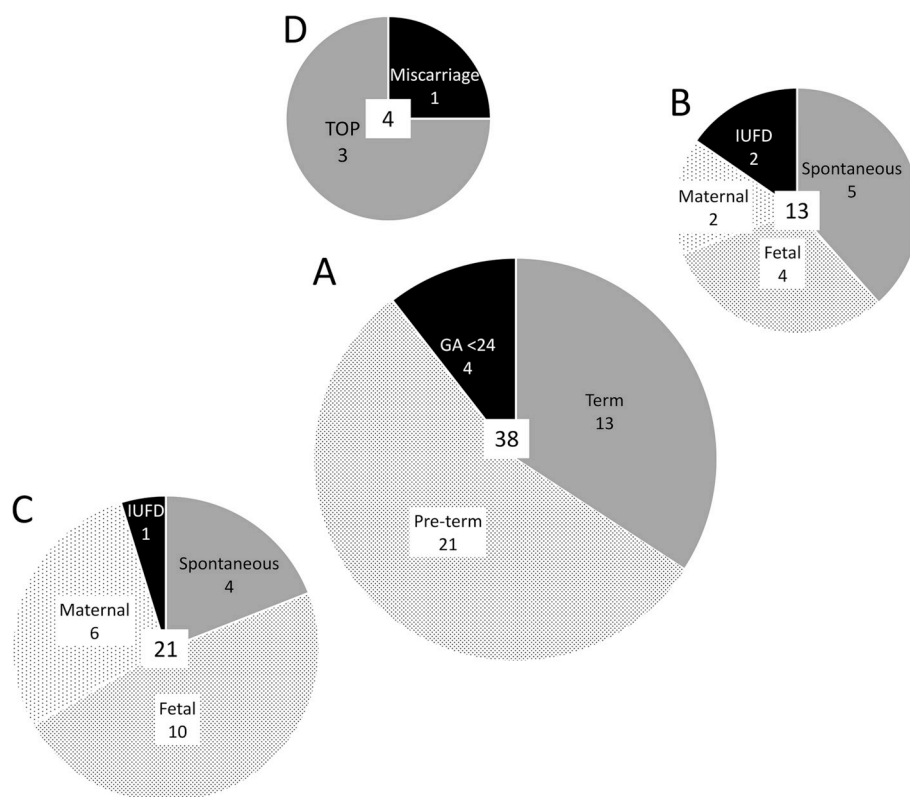 D
Miscarriage
1
TOP
3
4
B
IUFD
2
Spontaneous
5
Maternal
2
13
Fetal
4
A
GA <24
4
Term
13
38
Pre-term
21
C
IUFD
1
Spontaneous
4
Maternal
6
21
Fetal
10